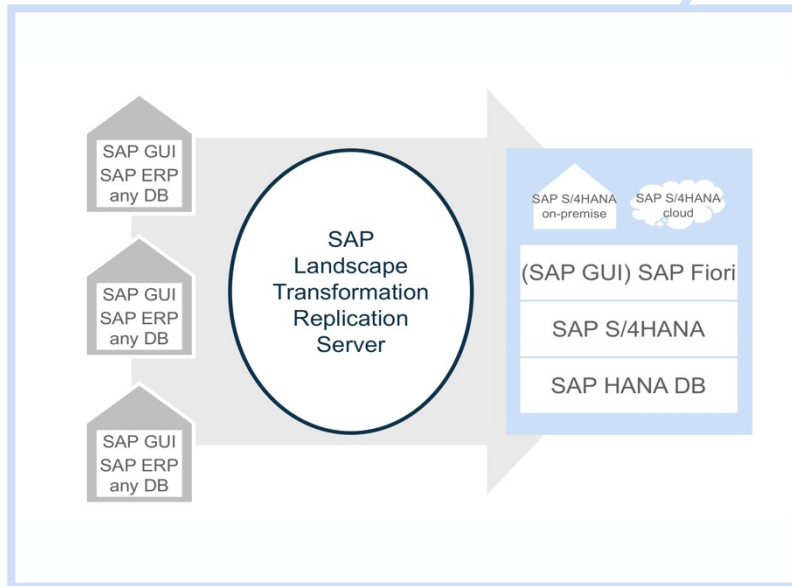 SAP GUI
SAP ERP
any DB
SAP GUI
SAP ERP
any DB
SAP GUI
SAP ERP
any DB
SAP
Landscape
Transformation
Replication
Server
SAP S/4HANA
on-premise
SAP S/4HANA
cloud
(SAP GUI) SAP Fiori
SAP S/4HANA
SAP HANA DB